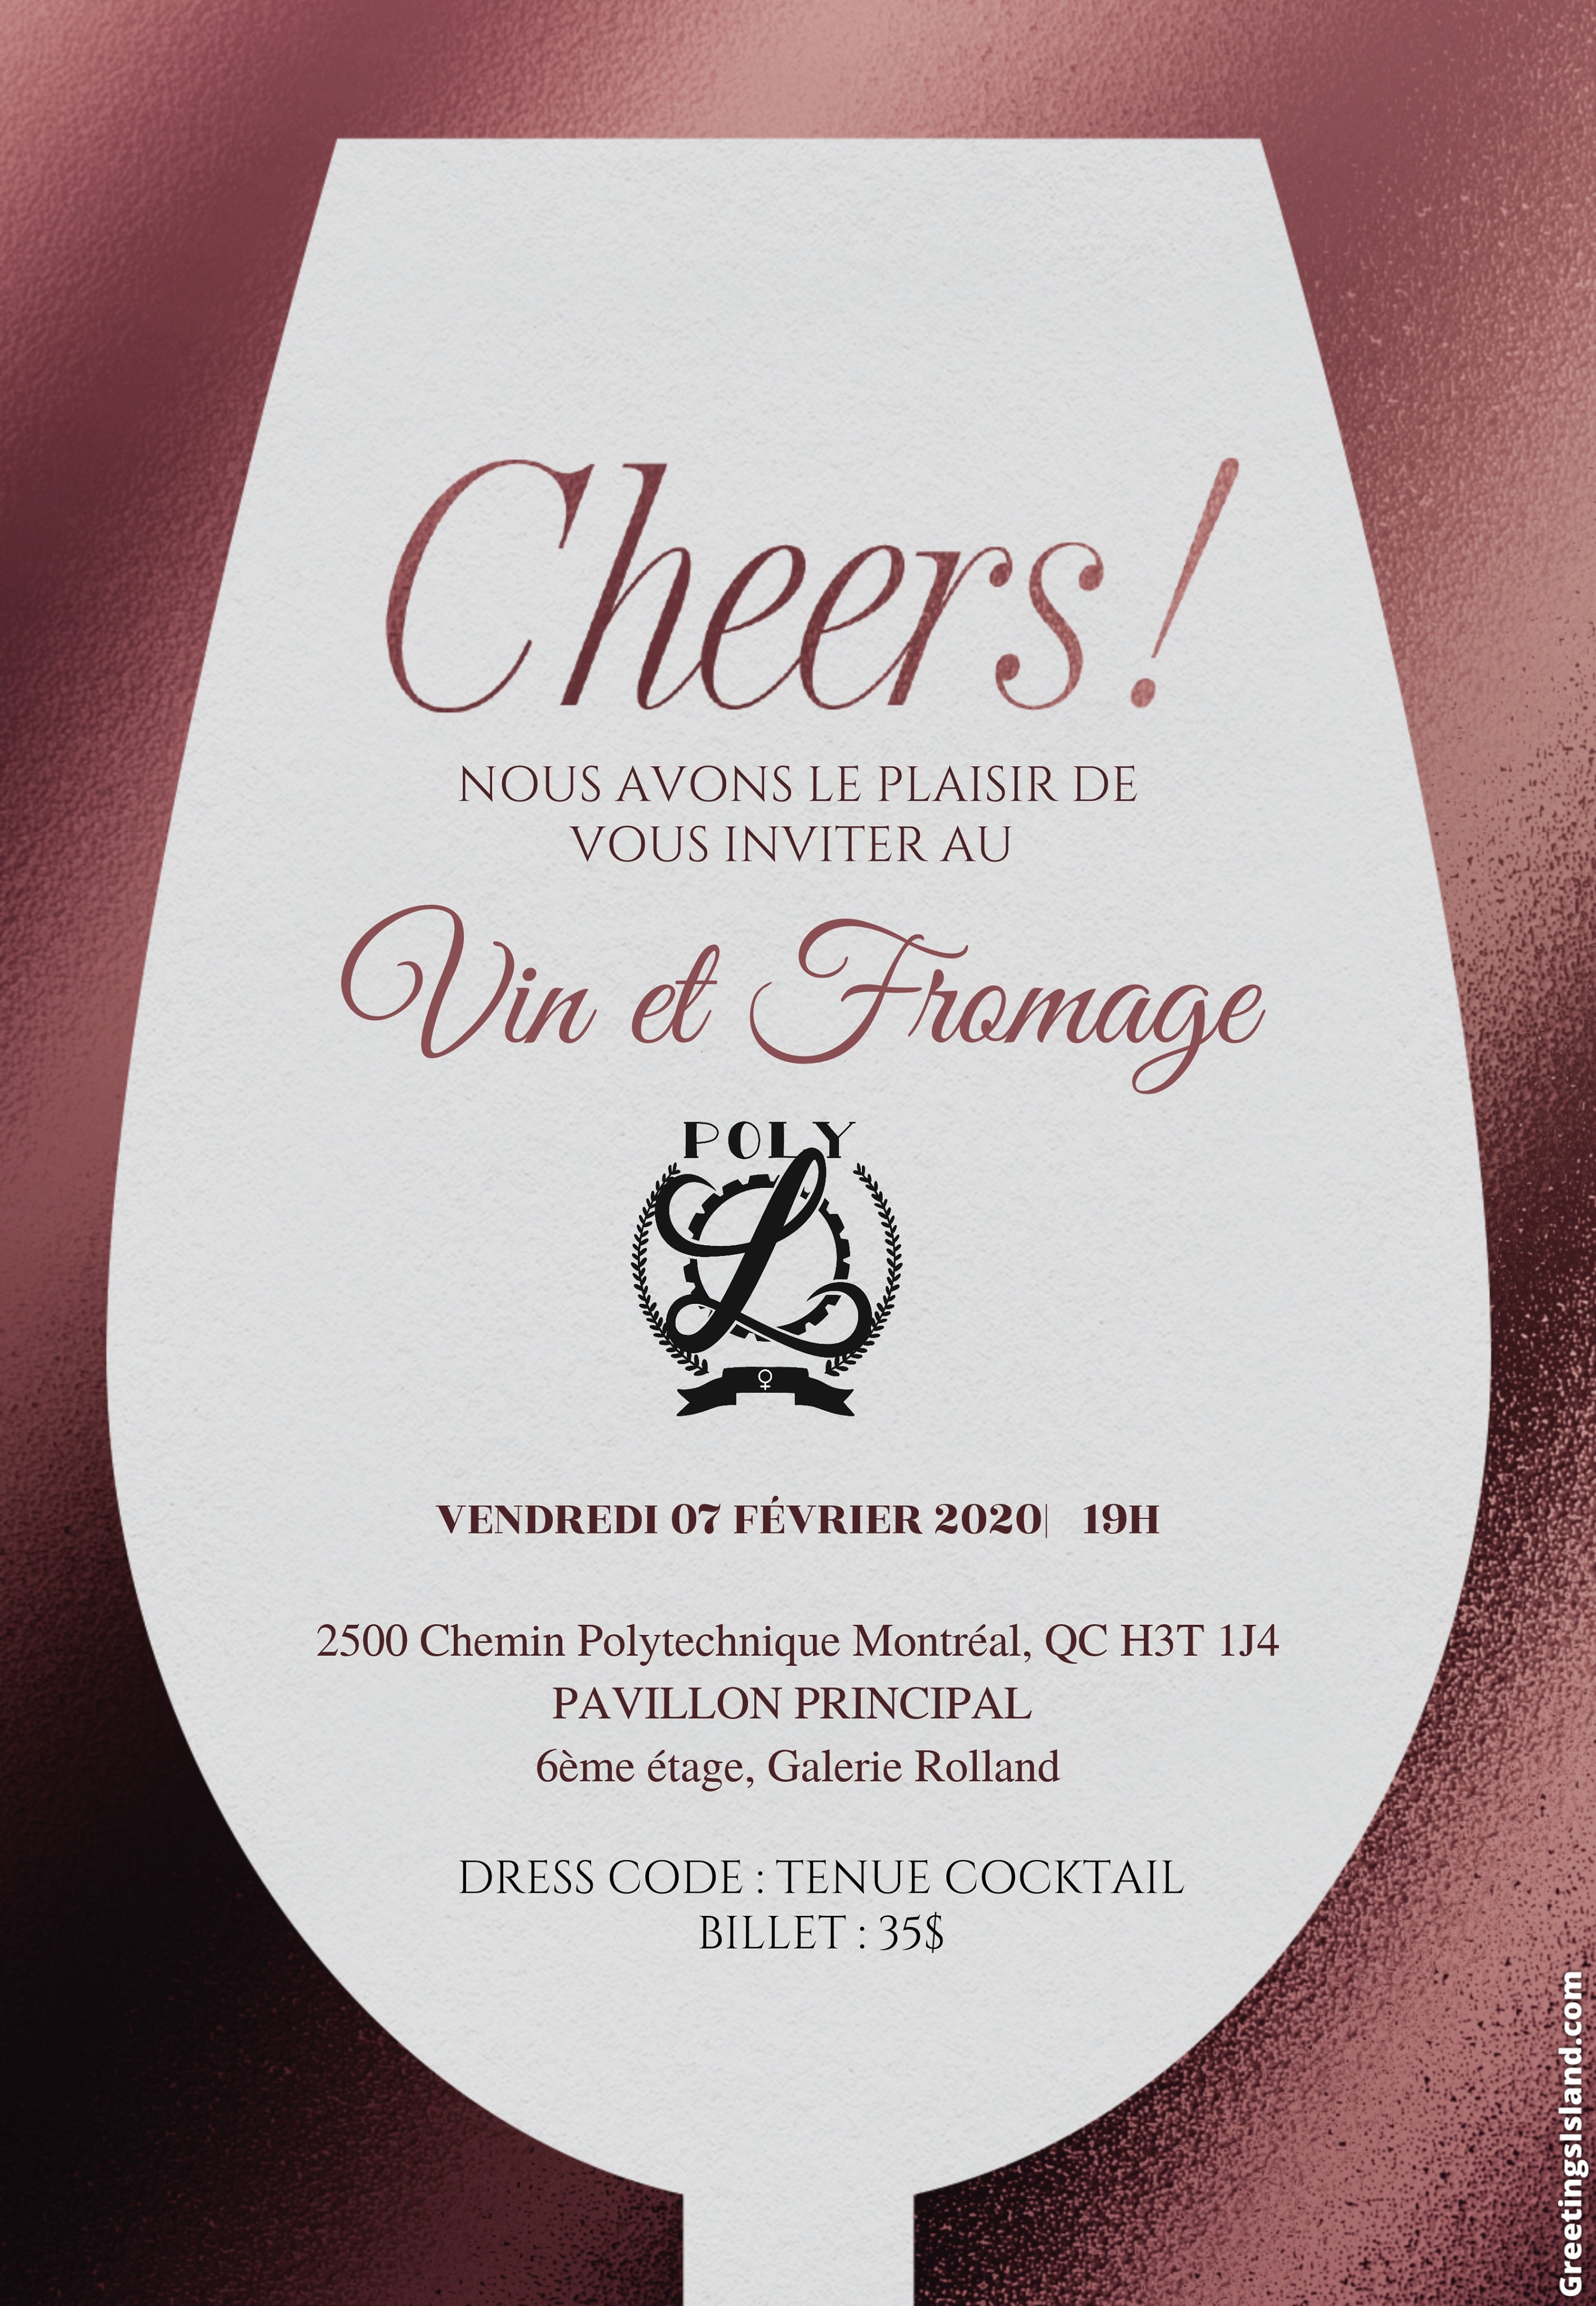 Cheers!
NOUS AVONS LE PLAISIR DE
VOUS INVITER AU
Vin et Fromage
POLY
L
VENDREDI 07 FÉVRIER 2020| 19H
2500 Chemin Polytechnique Montréal, QC H3T 1J4
PAVILLON PRINCIPAL
6ème étage, Galerie Rolland
DRESS CODE : TENUE COCKTAIL
BILLET : 35$
GreetingsIsland.com